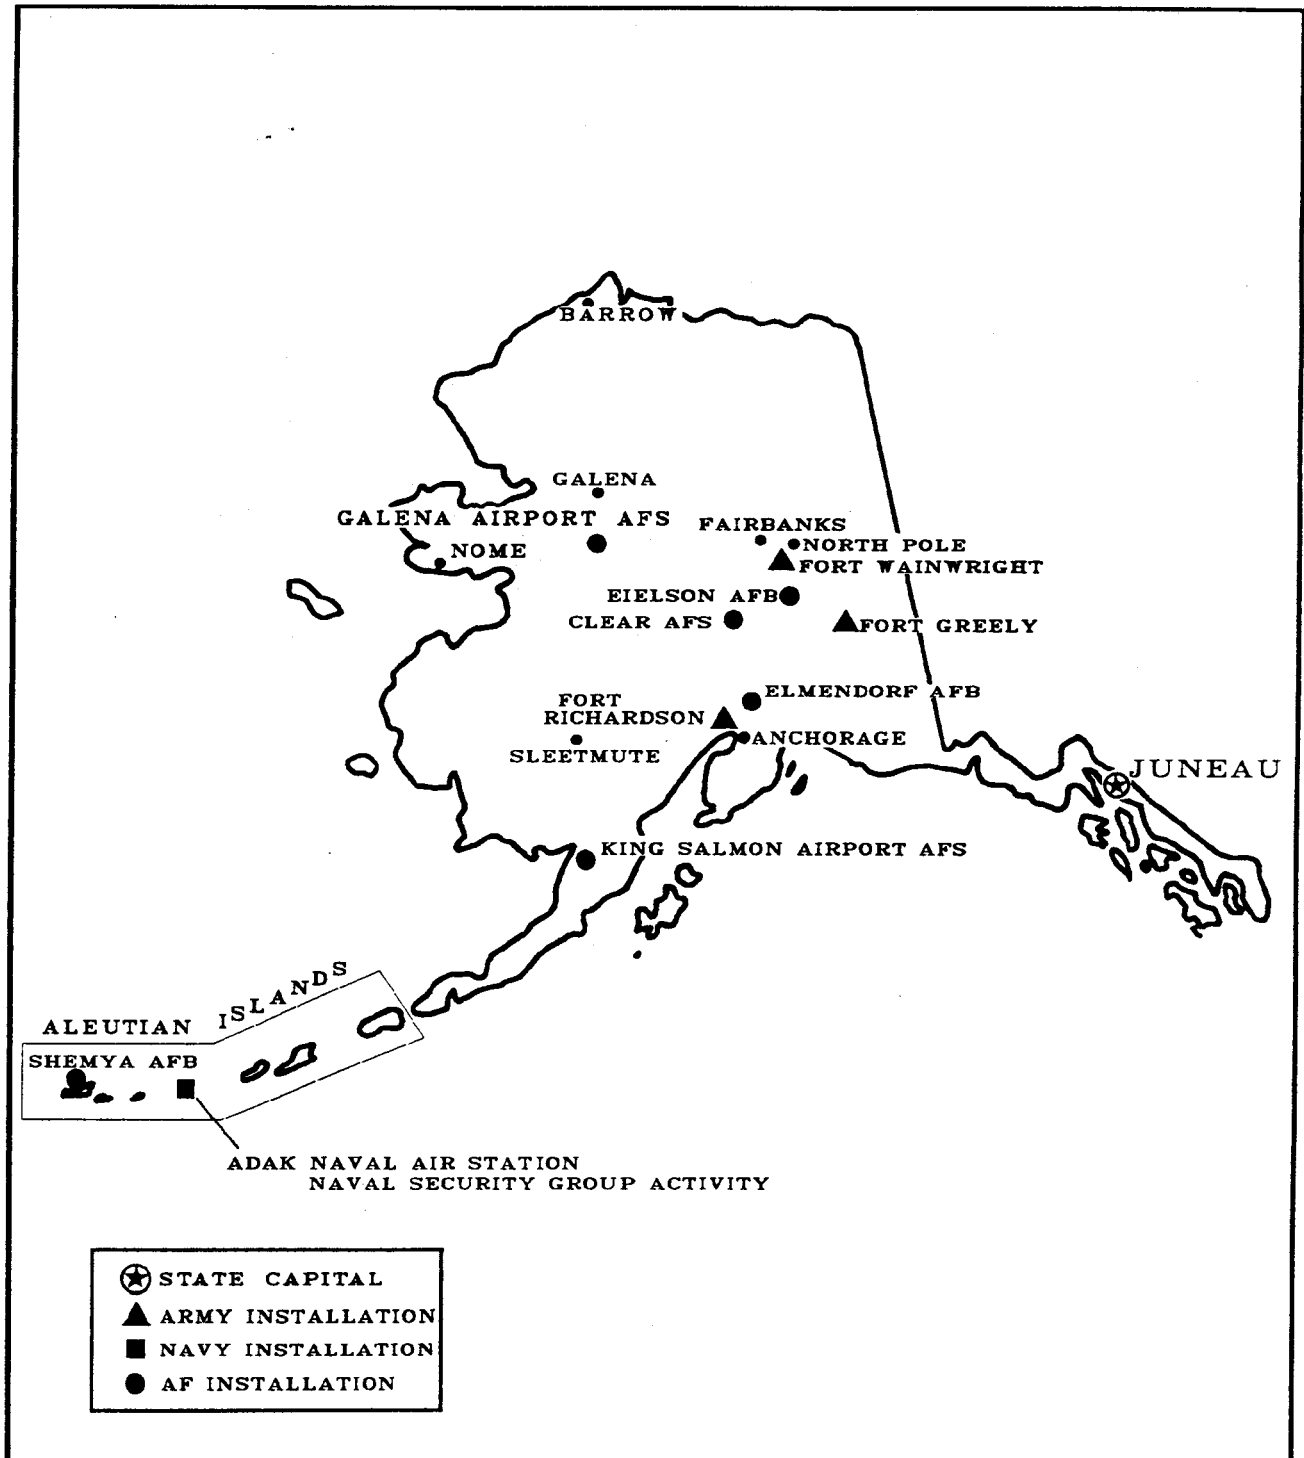 BARROW
GALENA
GALENA AIRPORT AFS
FAIRBANKS
NORTH POLE
NOME
FORT WAINWRIGHT
EIELSON AFB
CLEAR AFS
FORT GREELY
ELMENDORF AFB
FORT
RICHARDSON
ANCHORAGE
SLEETMUTE
JUNEAU
KING SALMON AIRPORT AFS
ALEUTIAN ISLANDS
SHEMYA AFB
ADAK NAVAL AIR STATION
NAVAL SECURITY GROUP ACTIVITY
STATE CAPITAL
ARMY INSTALLATION
NAVY INSTALLATION
AF INSTALLATION